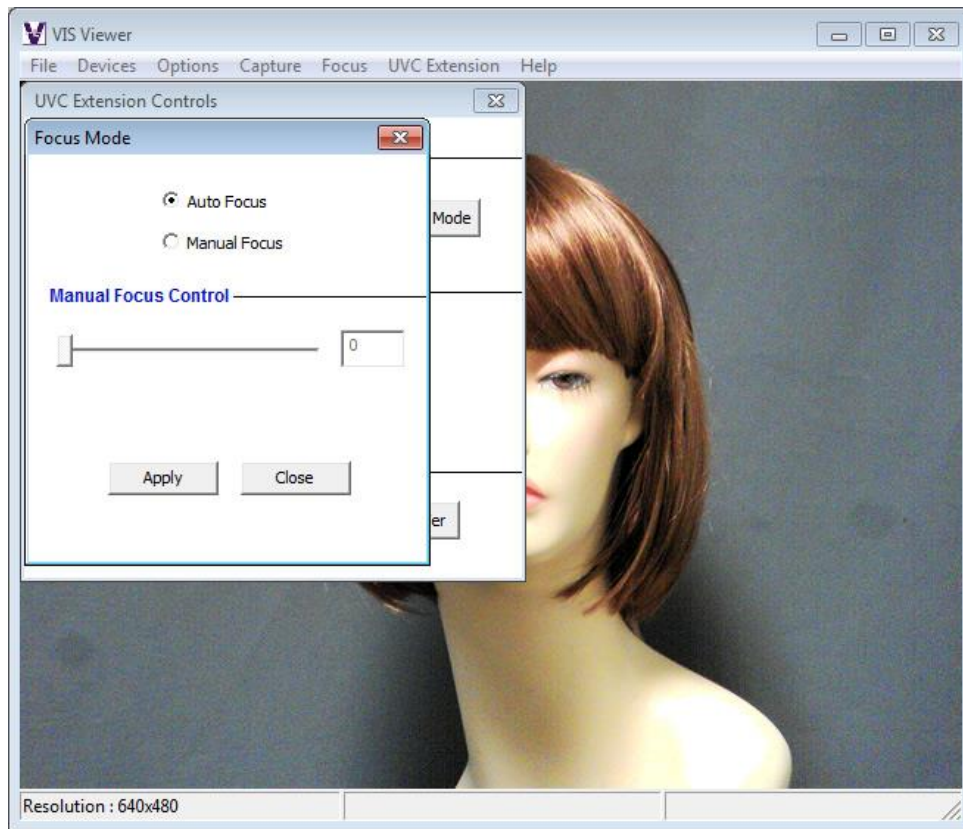 VIS Viewer
File Devices Options Capture Focus UVC Extension Help
UVC Extension Controls
Focus Mode
Auto Focus
Mode
Manual Focus
Manual Focus Control
0
Apply Close
er
Resolution : 640x480